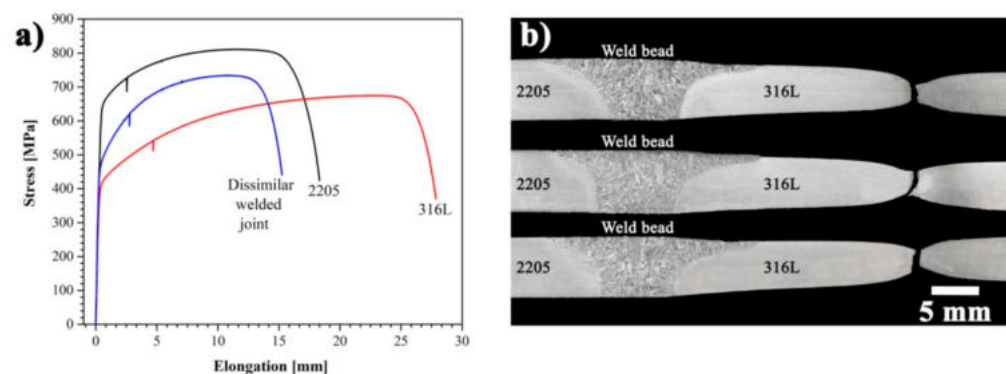 a)
900
800
700
600
500
400
300
200
100
0
Stress [MPa]
0 5 10 15 20 25 30
Elongation [mm]
Dissimilar
welded
joint
2205
316L
b)
Weld bead
2205 316L
Weld bead
2205 316L
Weld bead
2205 316L
5 mm